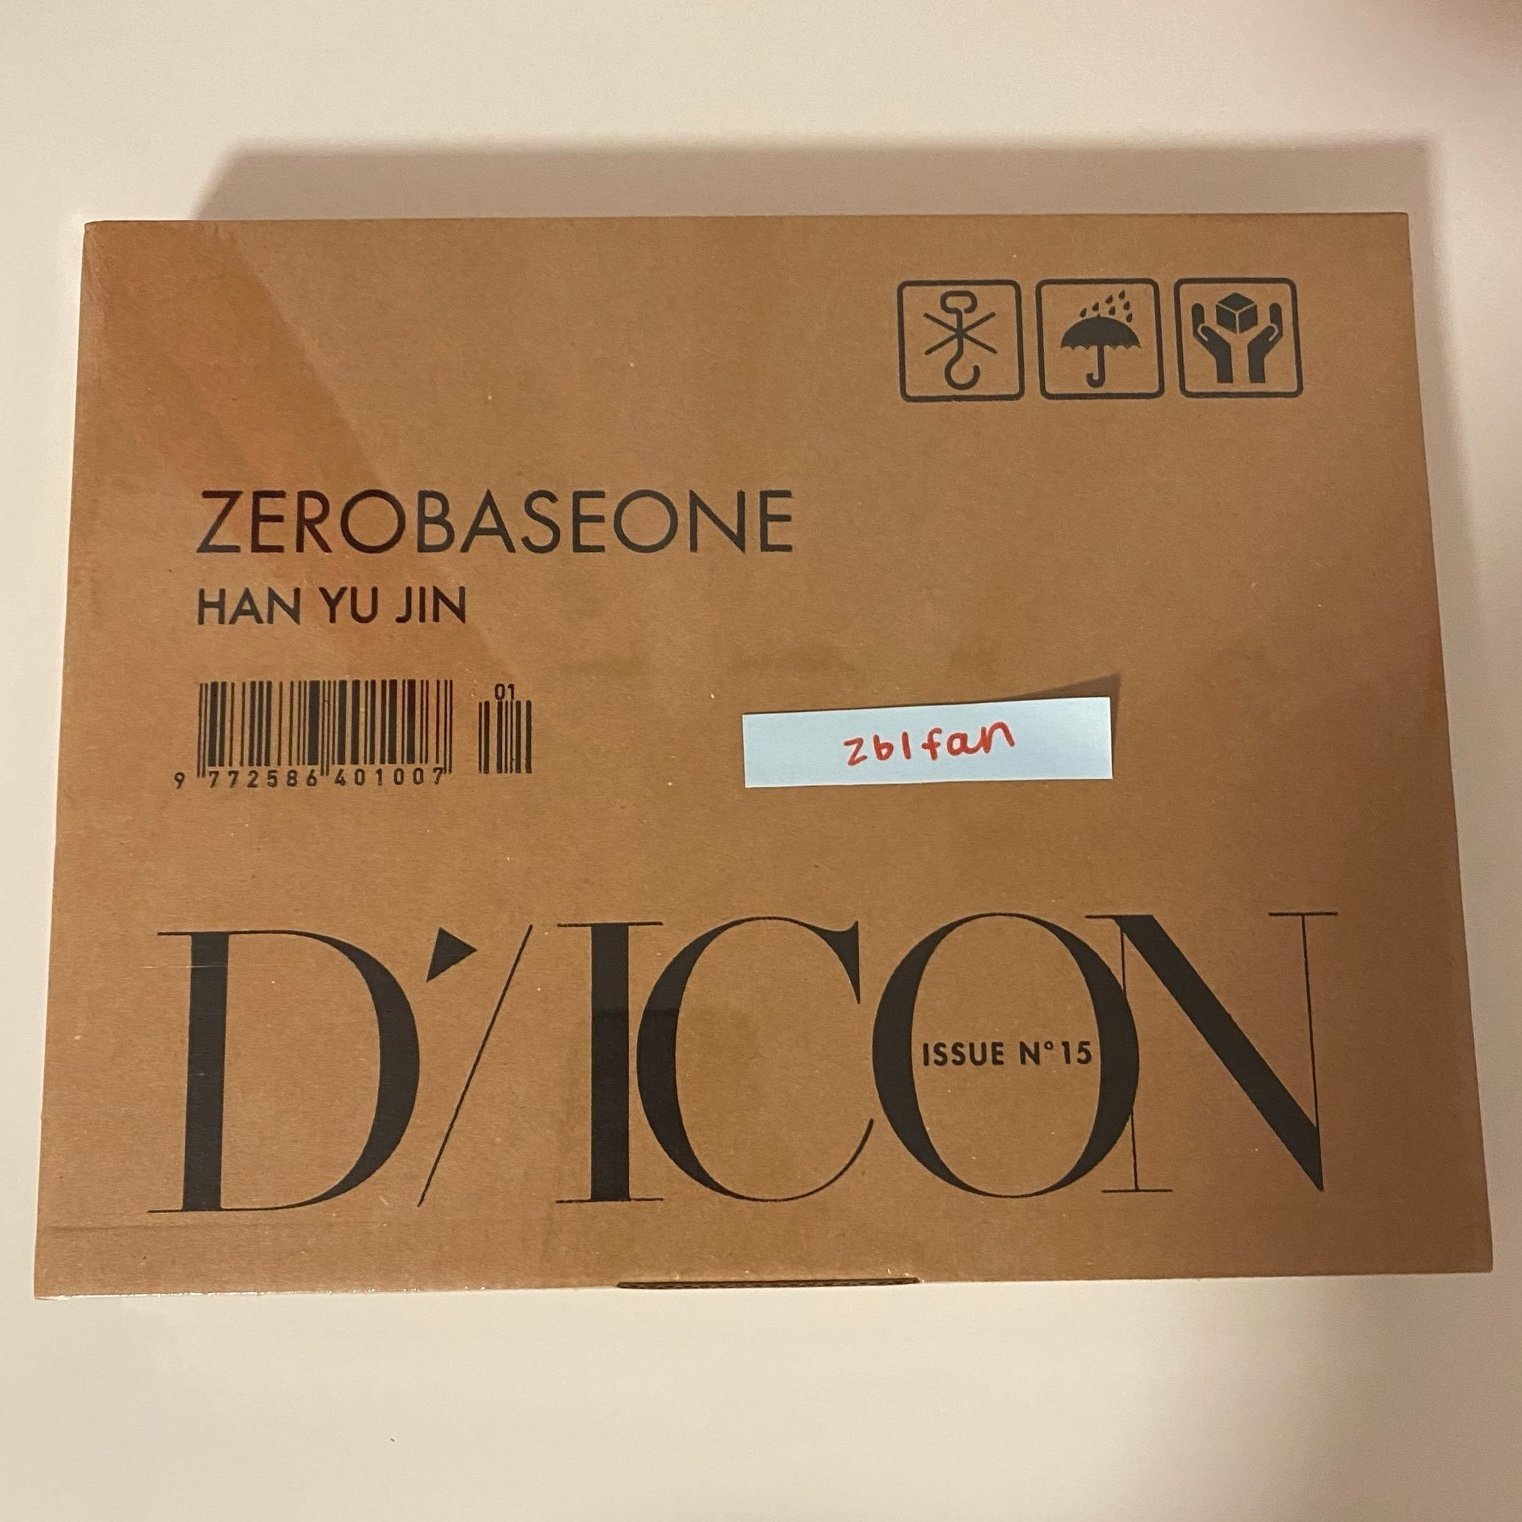 ZEROBASEONE
HAN YU JIN
01
9 772586 401007
zb1fan
D'/ICON
ISSUE N°15